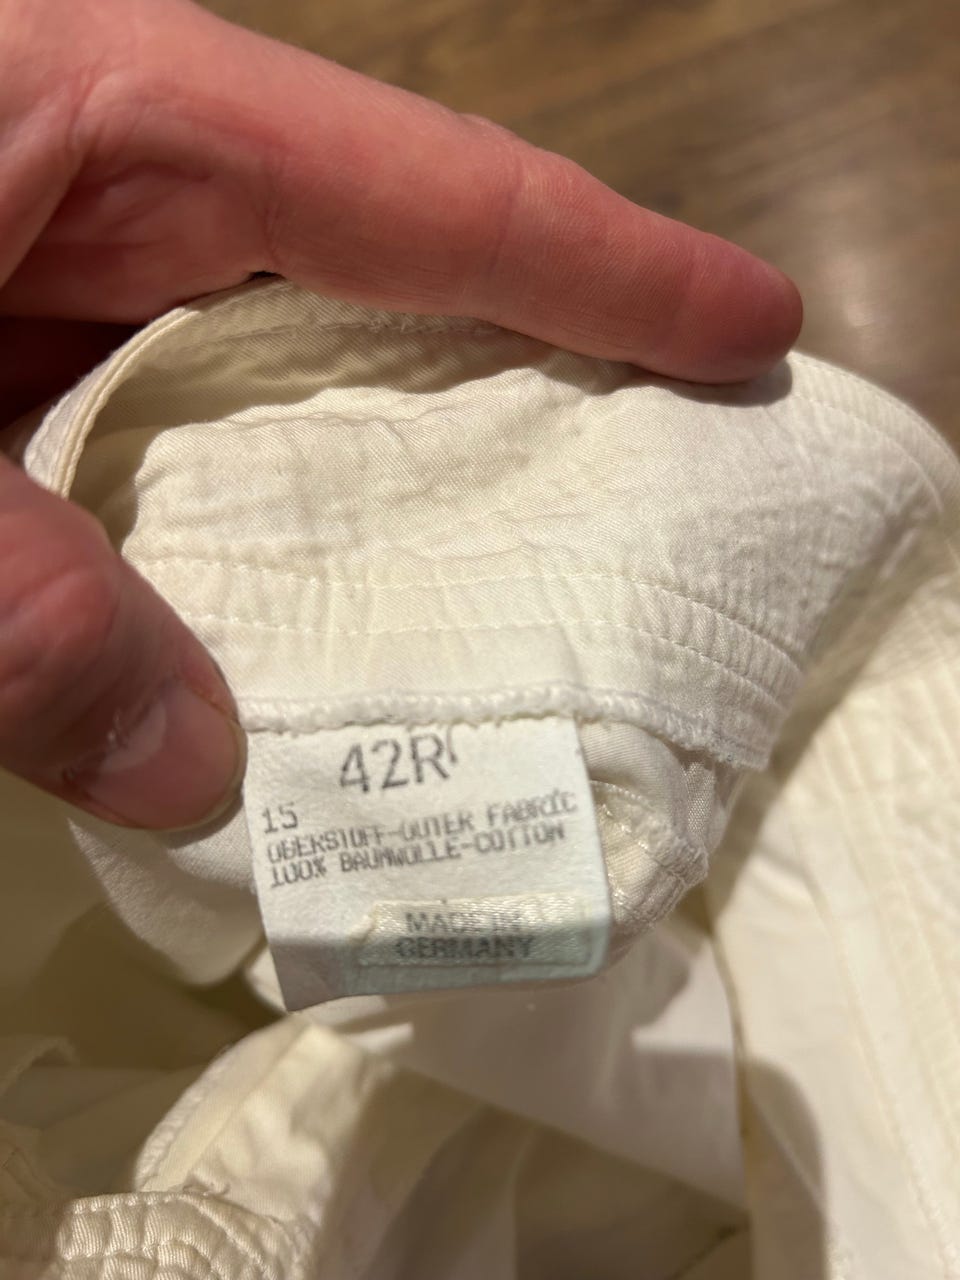 42R
15
OBERSTOFF-OUTER FABRIC
100% BAUMWOLLE-COTTON
MADE IN
GERMANY